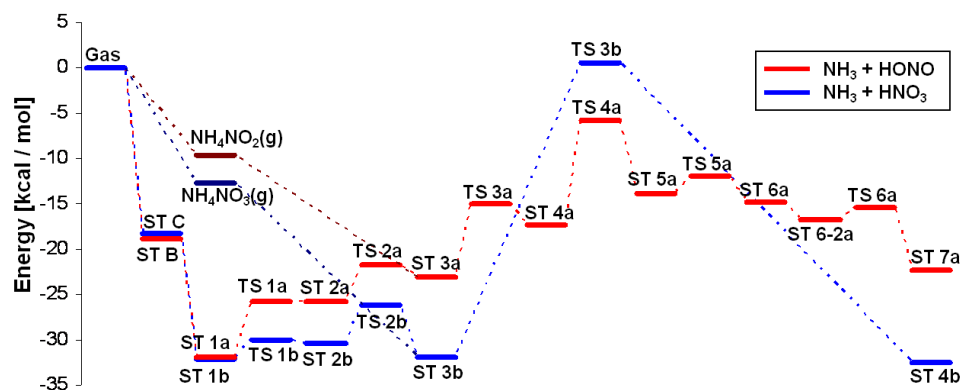 5
0
-5
-10
-15
-20
-25
-30
-35
Energy [kcal / mol]
Gas
NH₄NO₂(g)
NH₄NO₃(g)
ST C
ST B
ST 1a
ST 1b
TS 1a
TS 1b
ST 2a
ST 2b
TS 2a
TS 2b
ST 3a
ST 3b
TS 3a
ST 4a
TS 3b
TS 4a
ST 5a
TS 5a
ST 6a
ST 6-2a
TS 6a
ST 7a
ST 4b
NH₃ + HONO
NH₃ + HNO₃